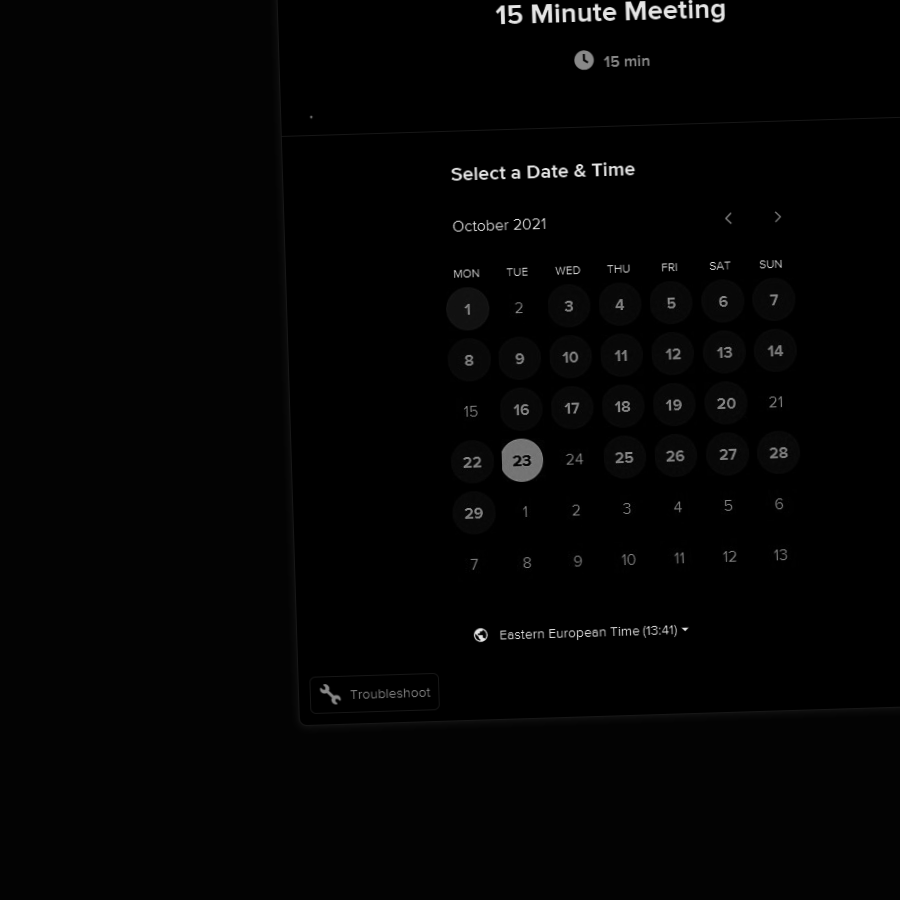 15 Minute Meeting
15 min
Select a Date & Time
October 2021
MON TUE WED THU FRI SAT SUN
1 2 3 4 5 6 7
8 9 10 11 12 13 14
15 16 17 18 19 20 21
22 23 24 25 26 27 28
29 1 2 3 4 5 6
7 8 9 10 11 12 13
Eastern European Time (13:41)
Troubleshoot